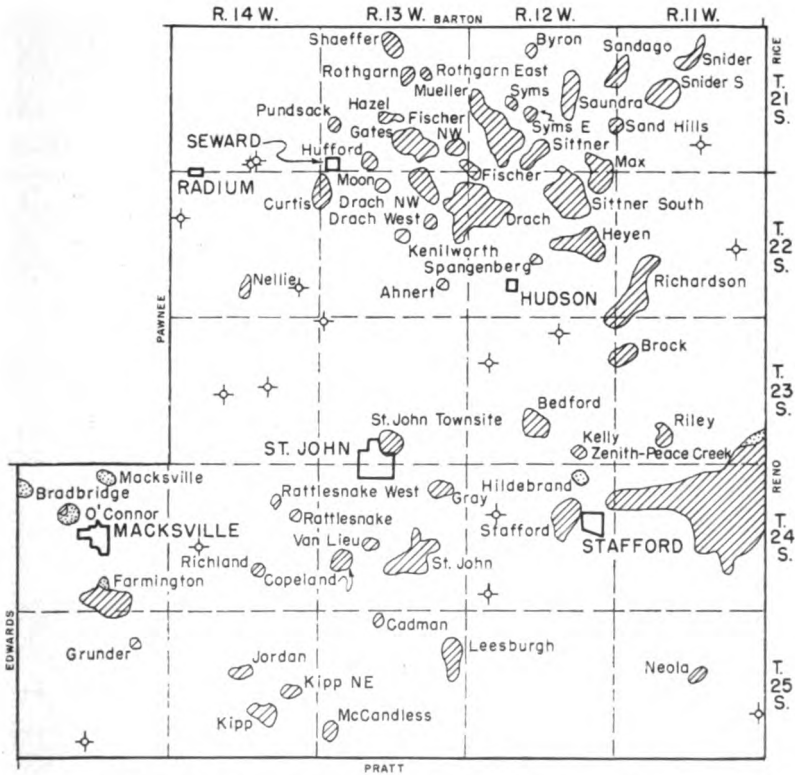 R. 14 W. R. 13 W. BARTON R. 12 W. R. 11 W.
Shaeffer
Byron
Sandago
Snider
RICE
Rothgarn
Rothgarn East
Mueller
Syms
Saundra
Snider S
T. 21 S.
Pundsack
Hazel
Fischer NW
Gates
Syms E
Sand Hills
SEWARD
Hufford
Sittner
RADIUM
Moon
Fischer
Max
Curtis
Drach NW
Drach West
Drach
Sittner South
T. 22 S.
Kenilworth
Heyen
Spangenberg
Nellie
Ahnert
HUDSON
Richardson
PAWNEE
Brock
T. 23 S.
St. John Townsite
Bedford
Riley
ST. JOHN
Kelly
Zenith-Peace Creek
RENO
Macksville
Bradbridge
Rattlesnake West
Gray
Hildebrand
O'Connor
MACKSVILLE
Rattlesnake
Stafford
STAFFORD
T. 24 S.
Van Lieu
Richland
Copeland
St. John
Farmington
EDWARDS
Cadman
Grunder
Leesburgh
Jordan
Neola
T. 25 S.
Kipp NE
Kipp
McCandless
PRATT